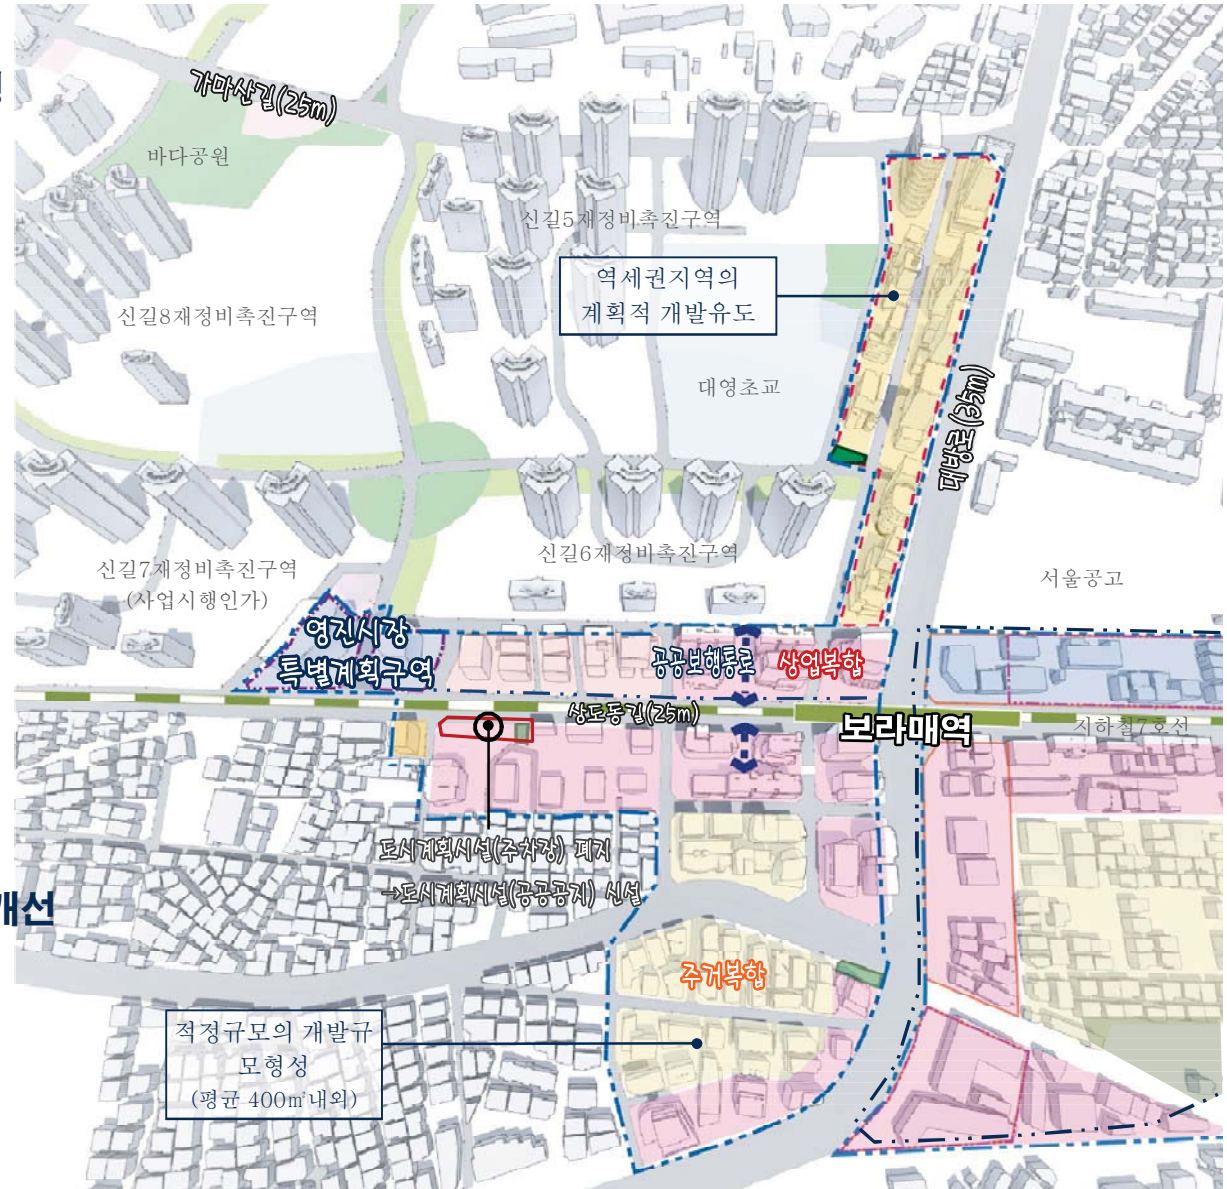 가마산길(25m)
바다공원
신길5재정비촉진구역
역세권지역의
계획적 개발유도
신길8재정비촉진구역
대영초교
대방로(35m)
신길6재정비촉진구역
신길7재정비촉진구역
(사업시행인가)
서울공고
영진시장
특별계획구역
공공보행통로
상업복합
상도동길(25m)
보라매역
지하철7호선
도시계획시설(주차장) 폐지
→도시계획시설(공공공지) 신설
개선
주거복합
적정규모의 개발규
모형성
(평균 400㎡내외)